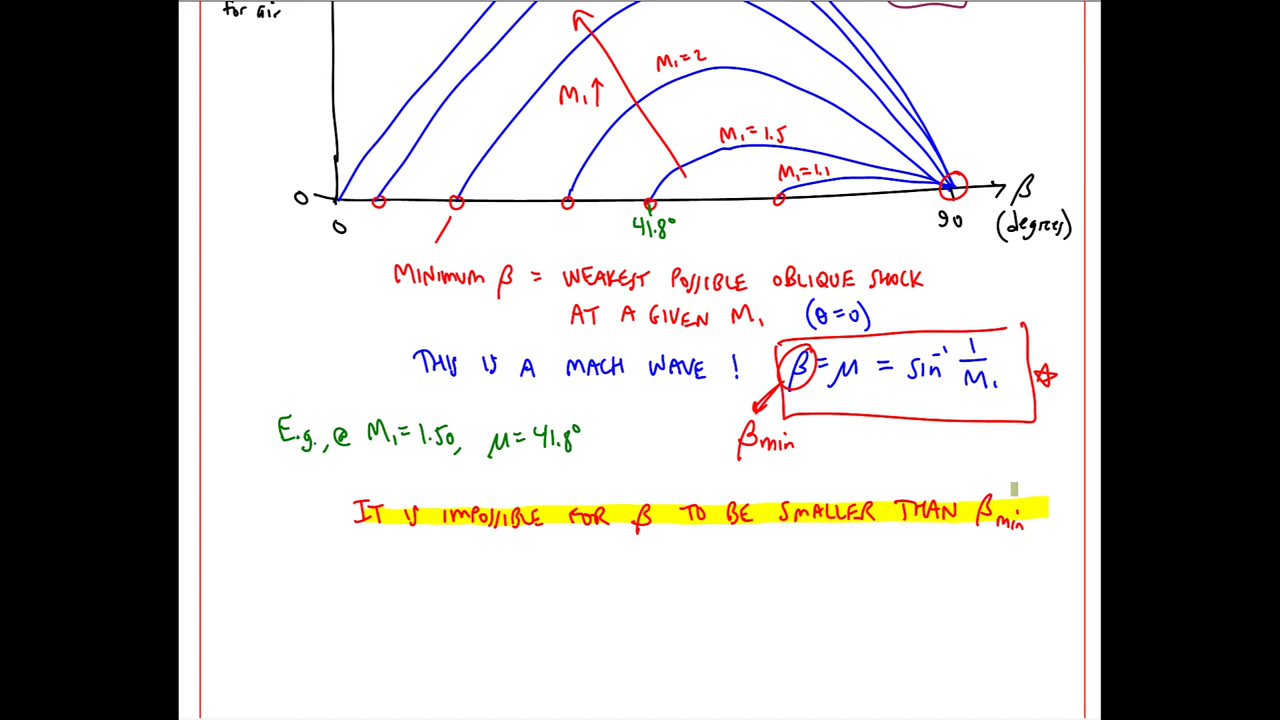 for air
M₁=2
M₁↑
M₁=1.5
M₁=1.1
0
β
0
41.8°
90
(degrees)
MINIMUM β = WEAKEST POSSIBLE OBLIQUE SHOCK
AT A GIVEN M₁ (θ=0)
THIS IS A MACH WAVE ! β = μ = sin⁻¹ 1/M₁
βmin
E.g., @ M₁=1.50, μ=41.8°
IT IS IMPOSSIBLE FOR β TO BE SMALLER THAN βmin